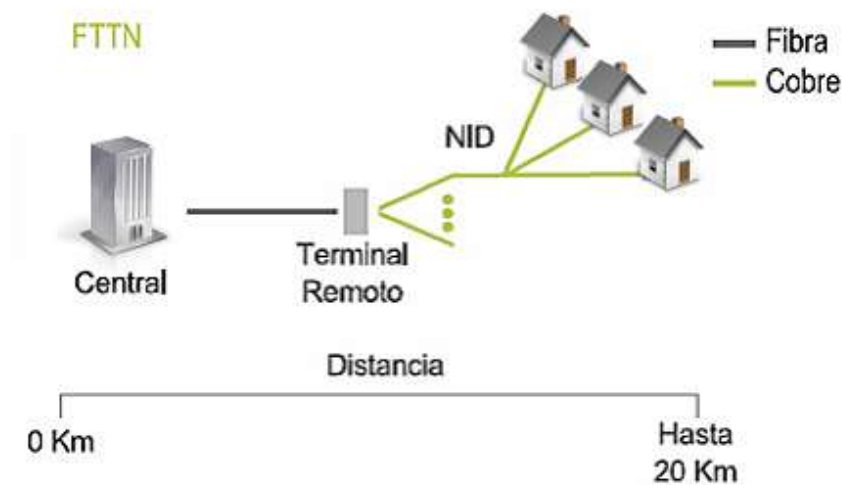 FTTN
Fibra
Cobre
NID
Central
Terminal
Remoto
Distancia
0 Km
Hasta
20 Km